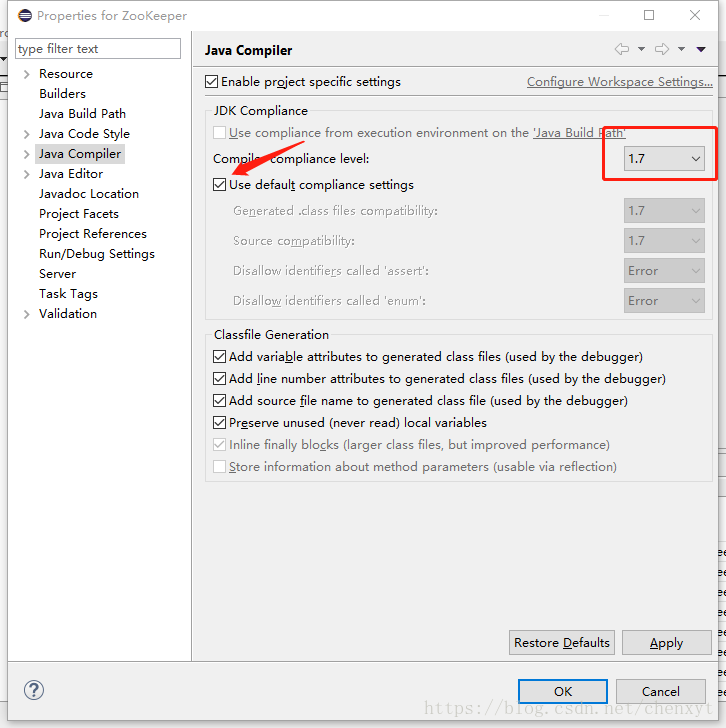 Properties for ZooKeeper
type filter text
Resource
Builders
Java Build Path
Java Code Style
Java Compiler
Java Editor
Javadoc Location
Project Facets
Project References
Run/Debug Settings
Server
Task Tags
Validation
Java Compiler
Enable project specific settings
Configure Workspace Settings...
JDK Compliance
Use compliance from execution environment on the 'Java Build Path'
Compiler compliance level:
1.7
Use default compliance settings
Generated .class files compatibility:
1.7
Source compatibility:
1.7
Disallow identifiers called 'assert':
Error
Disallow identifiers called 'enum':
Error
Classfile Generation
Add variable attributes to generated class files (used by the debugger)
Add line number attributes to generated class files (used by the debugger)
Add source file name to generated class file (used by the debugger)
Preserve unused (never read) local variables
Inline finally blocks (larger class files, but improved performance)
Store information about method parameters (usable via reflection)
Restore Defaults
Apply
?
OK
Cancel
https://blog.csdn.net/chenxyt